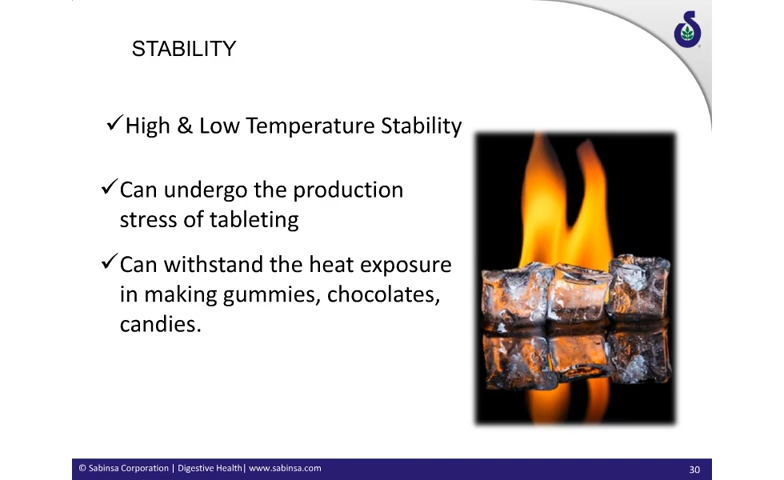 STABILITY
✓High & Low Temperature Stability
✓Can undergo the production
stress of tableting
✓Can withstand the heat exposure
in making gummies, chocolates,
candies.
© Sabinsa Corporation | Digestive Health| www.sabinsa.com
30